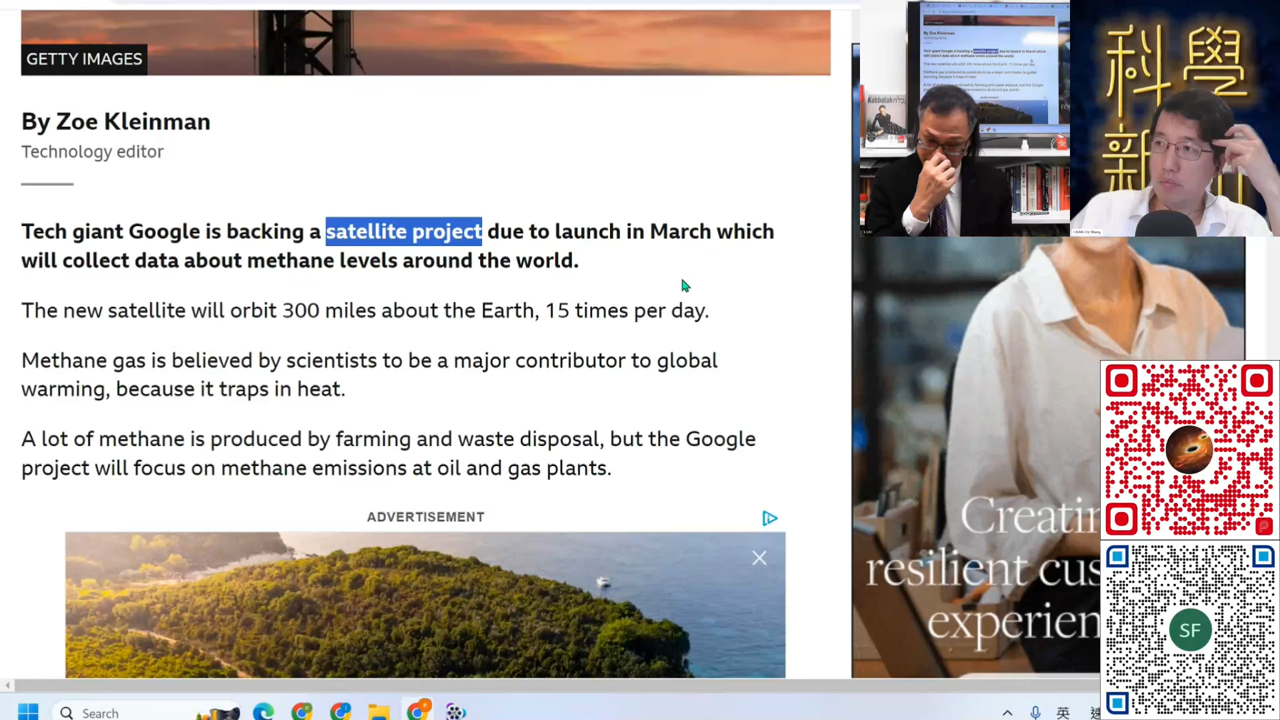 GETTY IMAGES
By Zoe Kleinman
Technology editor
Tech giant Google is backing a satellite project due to launch in March which
will collect data about methane levels around the world.
The new satellite will orbit 300 miles about the Earth, 15 times per day.
Methane gas is believed by scientists to be a major contributor to global
warming, because it traps in heat.
A lot of methane is produced by farming and waste disposal, but the Google
project will focus on methane emissions at oil and gas plants.
ADVERTISEMENT
科學
新
Kabbalah
Creatin
resilient cus
experien
SF
Search
英